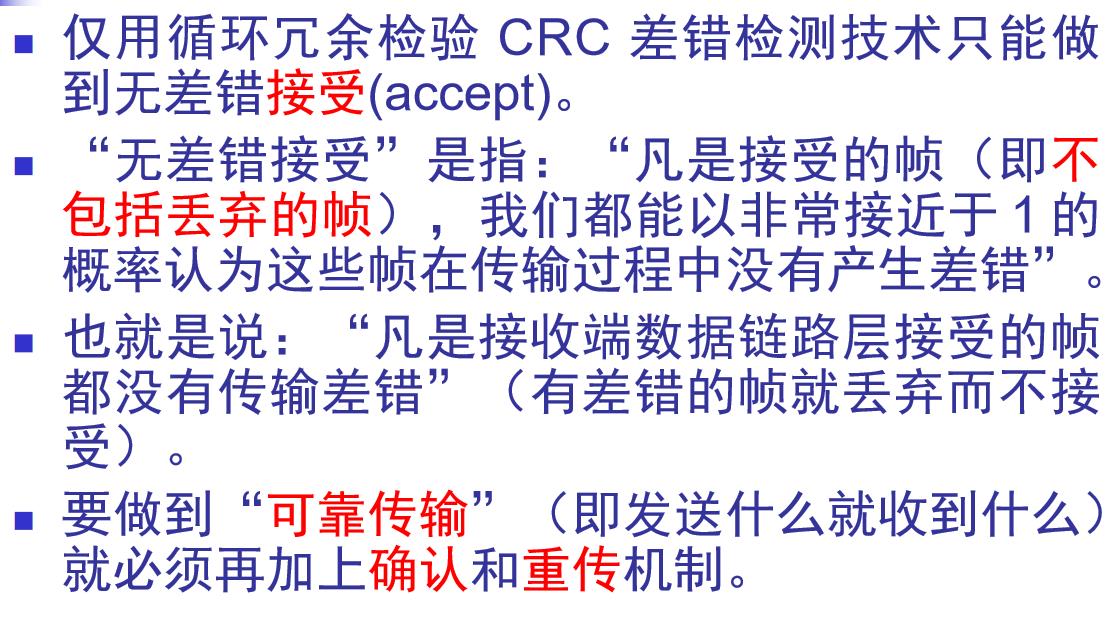 仅用循环冗余检验 CRC 差错检测技术只能做
到无差错接受(accept)。
“无差错接受”是指：“凡是接受的帧（即不
包括丢弃的帧），我们都能以非常接近于 1 的
概率认为这些帧在传输过程中没有产生差错”。
也就是说：“凡是接收端数据链路层接受的帧
都没有传输差错”（有差错的帧就丢弃而不接
受）。
要做到“可靠传输”（即发送什么就收到什么）
就必须再加上确认和重传机制。